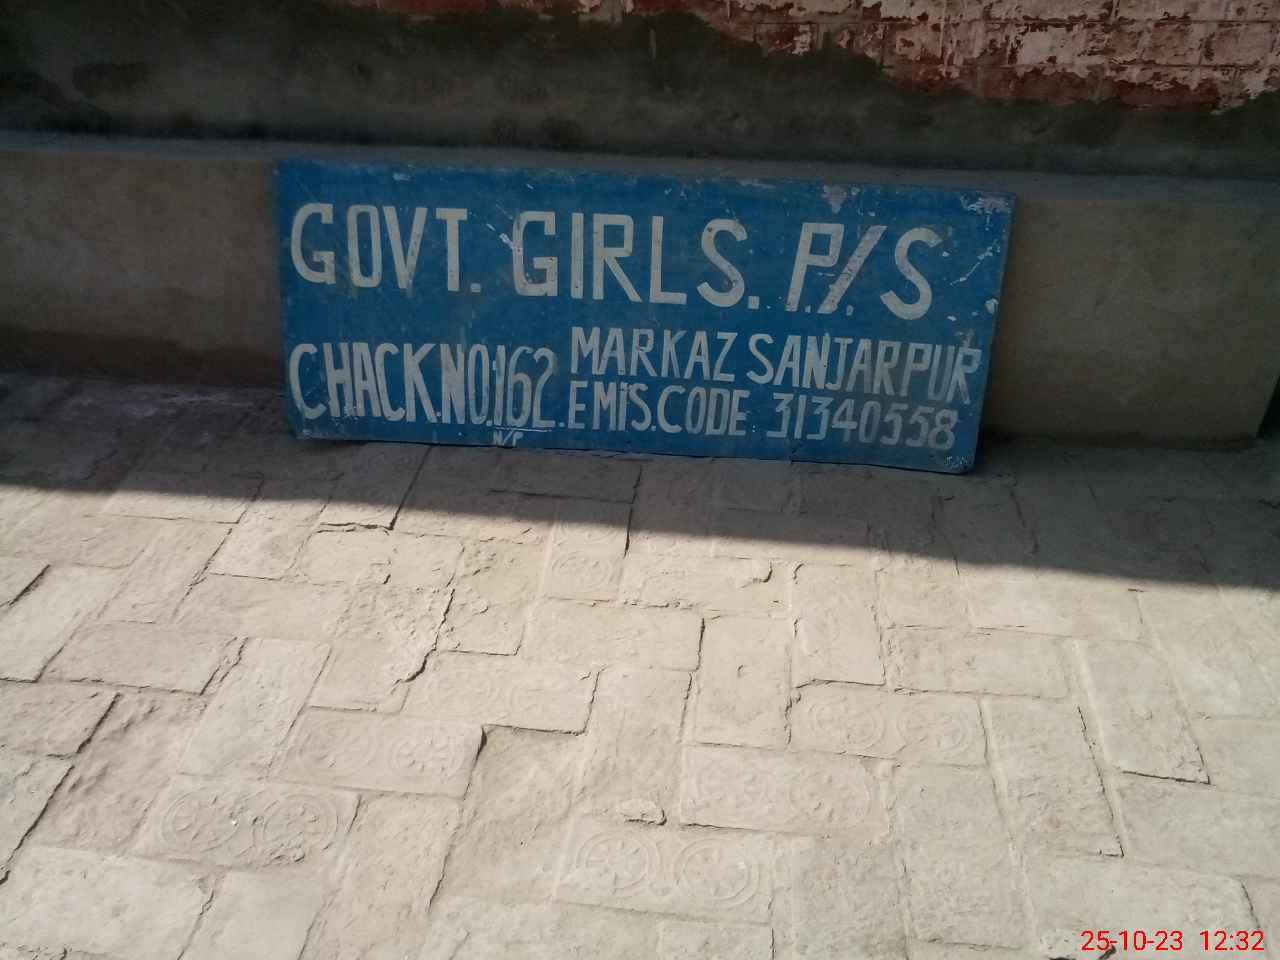 GOVT. GIRLS. P/S
CHACK.NO.162. MARKAZ SANJARPUR
N/P EMiS.CODE 31340558
25-10-23 12:32